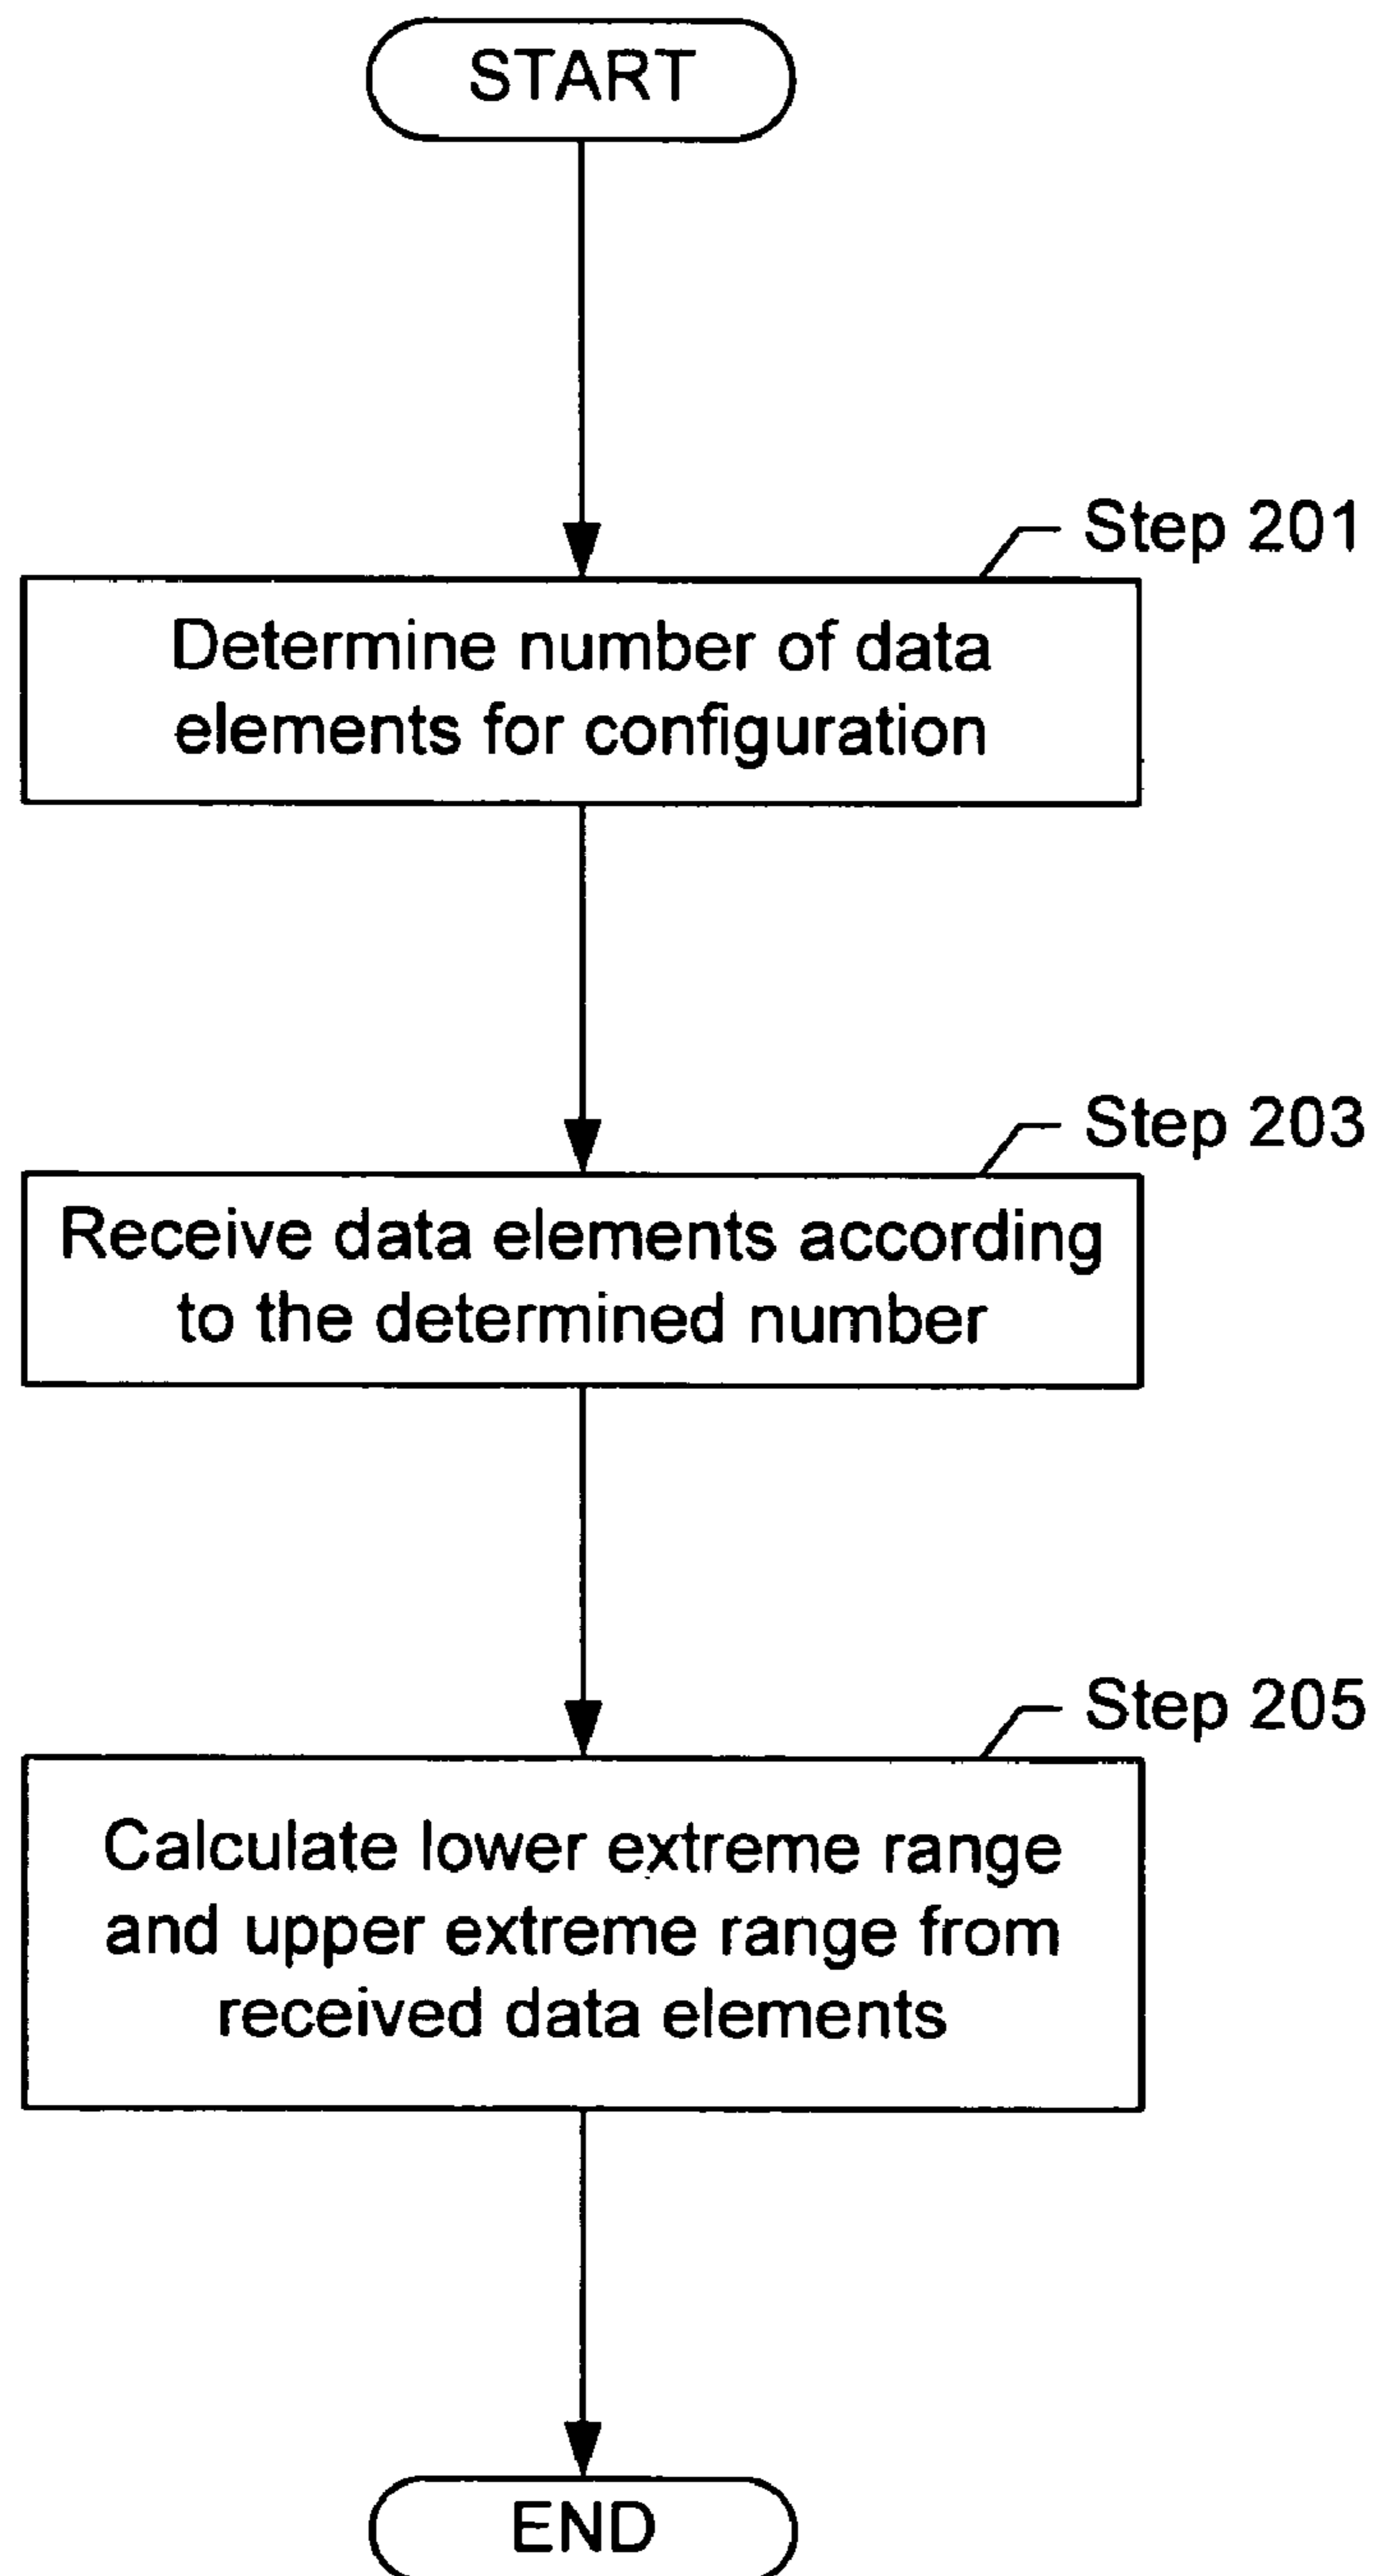 START
Step 201
Determine number of data
elements for configuration
Step 203
Receive data elements according
to the determined number
Step 205
Calculate lower extreme range
and upper extreme range from
received data elements
END